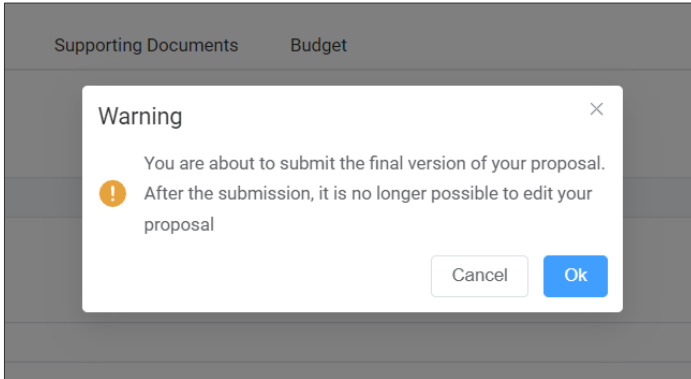 Supporting Documents Budget
Warning
You are about to submit the final version of your proposal.
After the submission, it is no longer possible to edit your
proposal
Cancel Ok